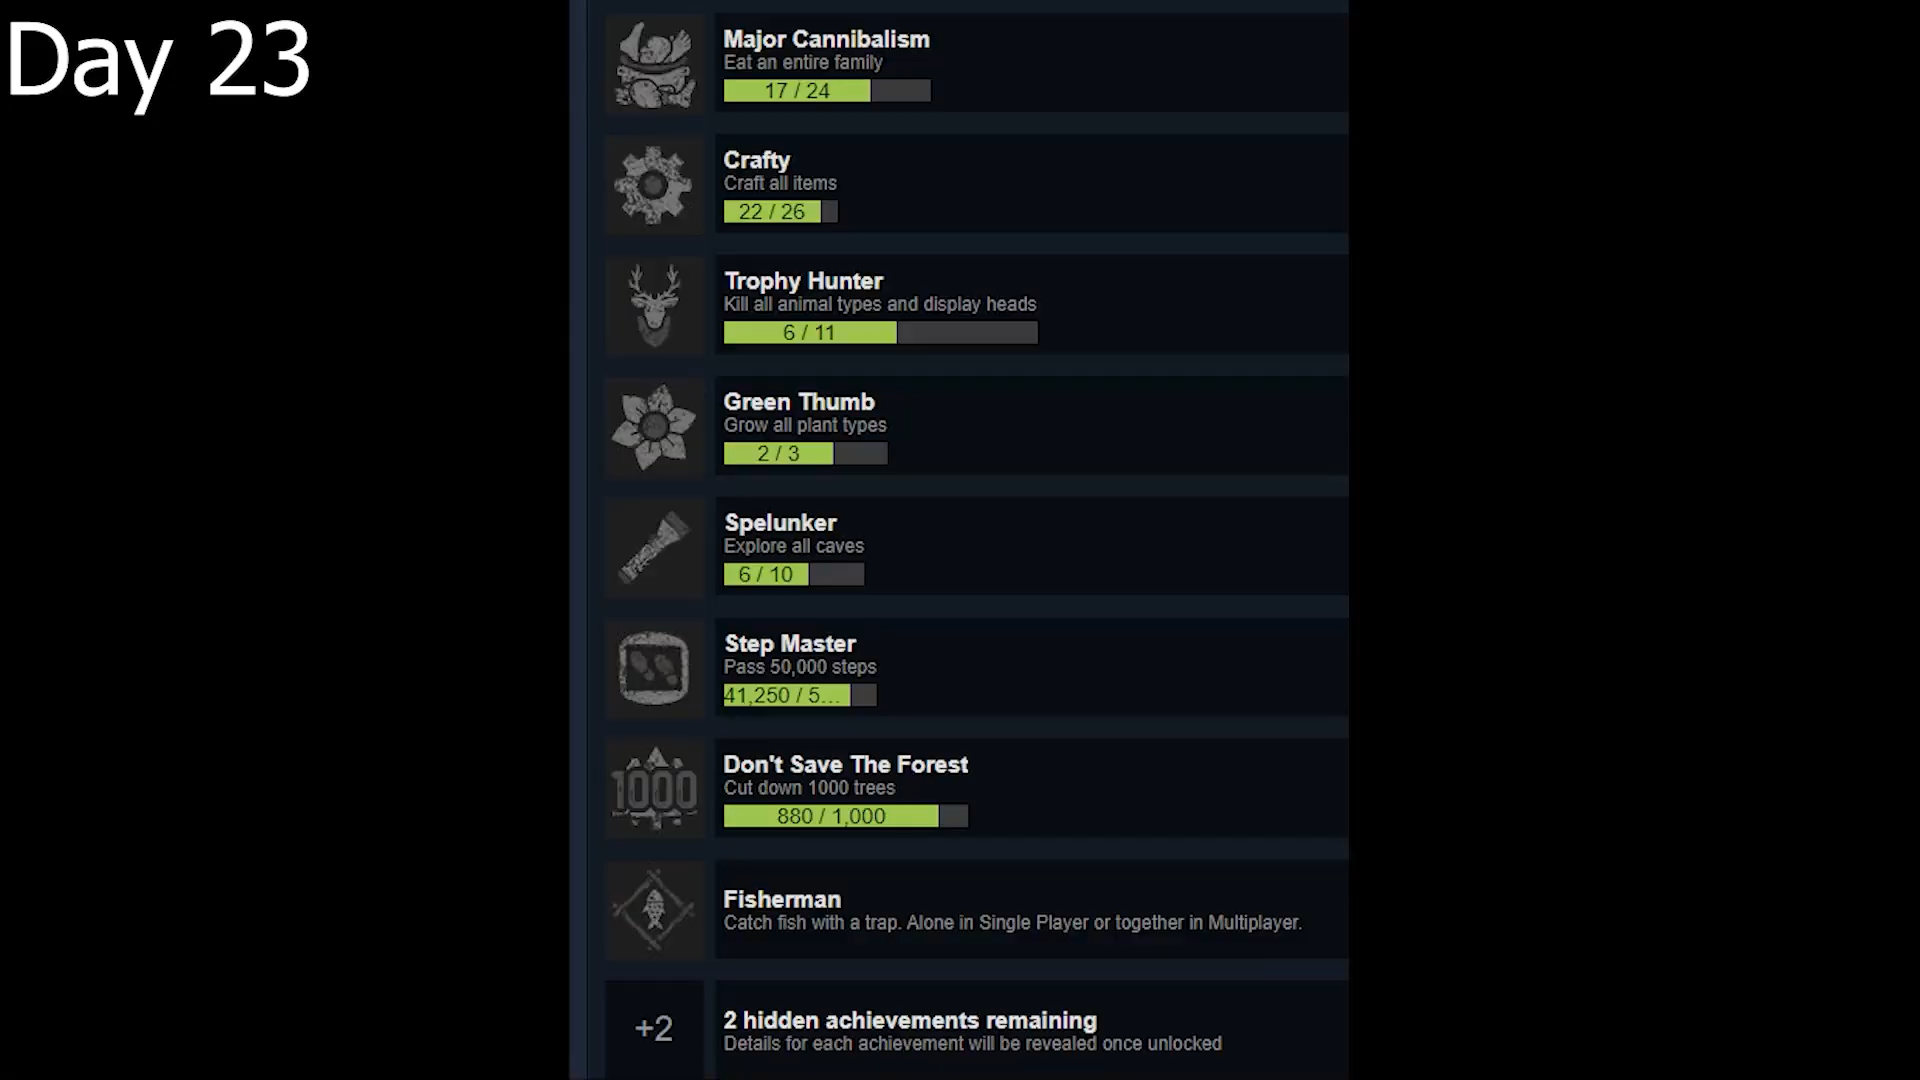 Day 23
Major Cannibalism
Eat an entire family
17 / 24
Crafty
Craft all items
22 / 26
Trophy Hunter
Kill all animal types and display heads
6 / 11
Green Thumb
Grow all plant types
2 / 3
Spelunker
Explore all caves
6 / 10
Step Master
Pass 50,000 steps
41,250 / 5...
1000
Don't Save The Forest
Cut down 1000 trees
880 / 1,000
Fisherman
Catch fish with a trap. Alone in Single Player or together in Multiplayer.
+2
2 hidden achievements remaining
Details for each achievement will be revealed once unlocked